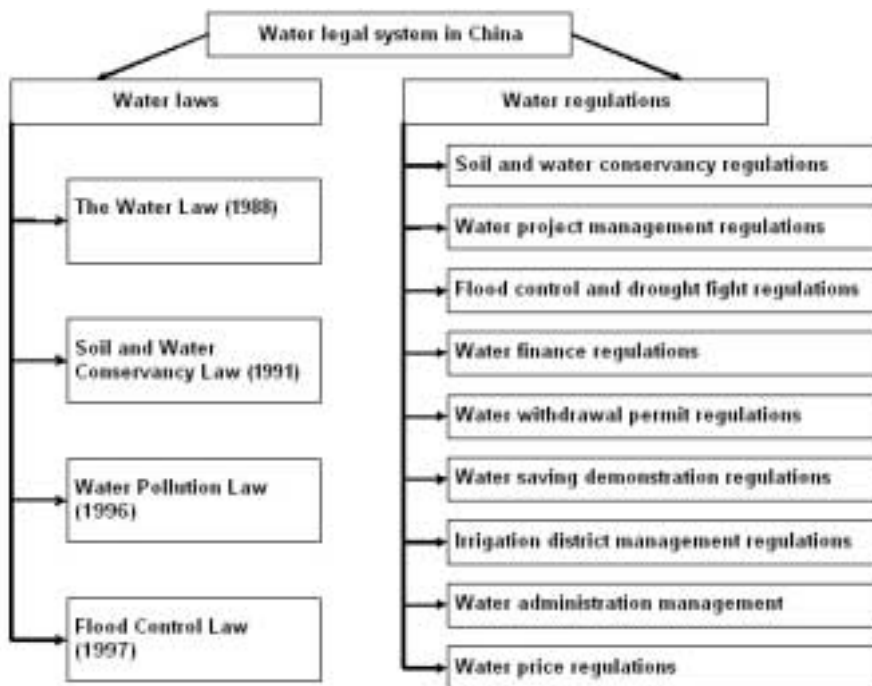 Water legal system in China
Water laws
The Water Law (1988)
Soil and Water
Conservancy Law (1991)
Water Pollution Law
(1996)
Flood Control Law
(1997)
Water regulations
Soil and water conservancy regulations
Water project management regulations
Flood control and drought fight regulations
Water finance regulations
Water withdrawal permit regulations
Water saving demonstration regulations
Irrigation district management regulations
Water administration management
Water price regulations